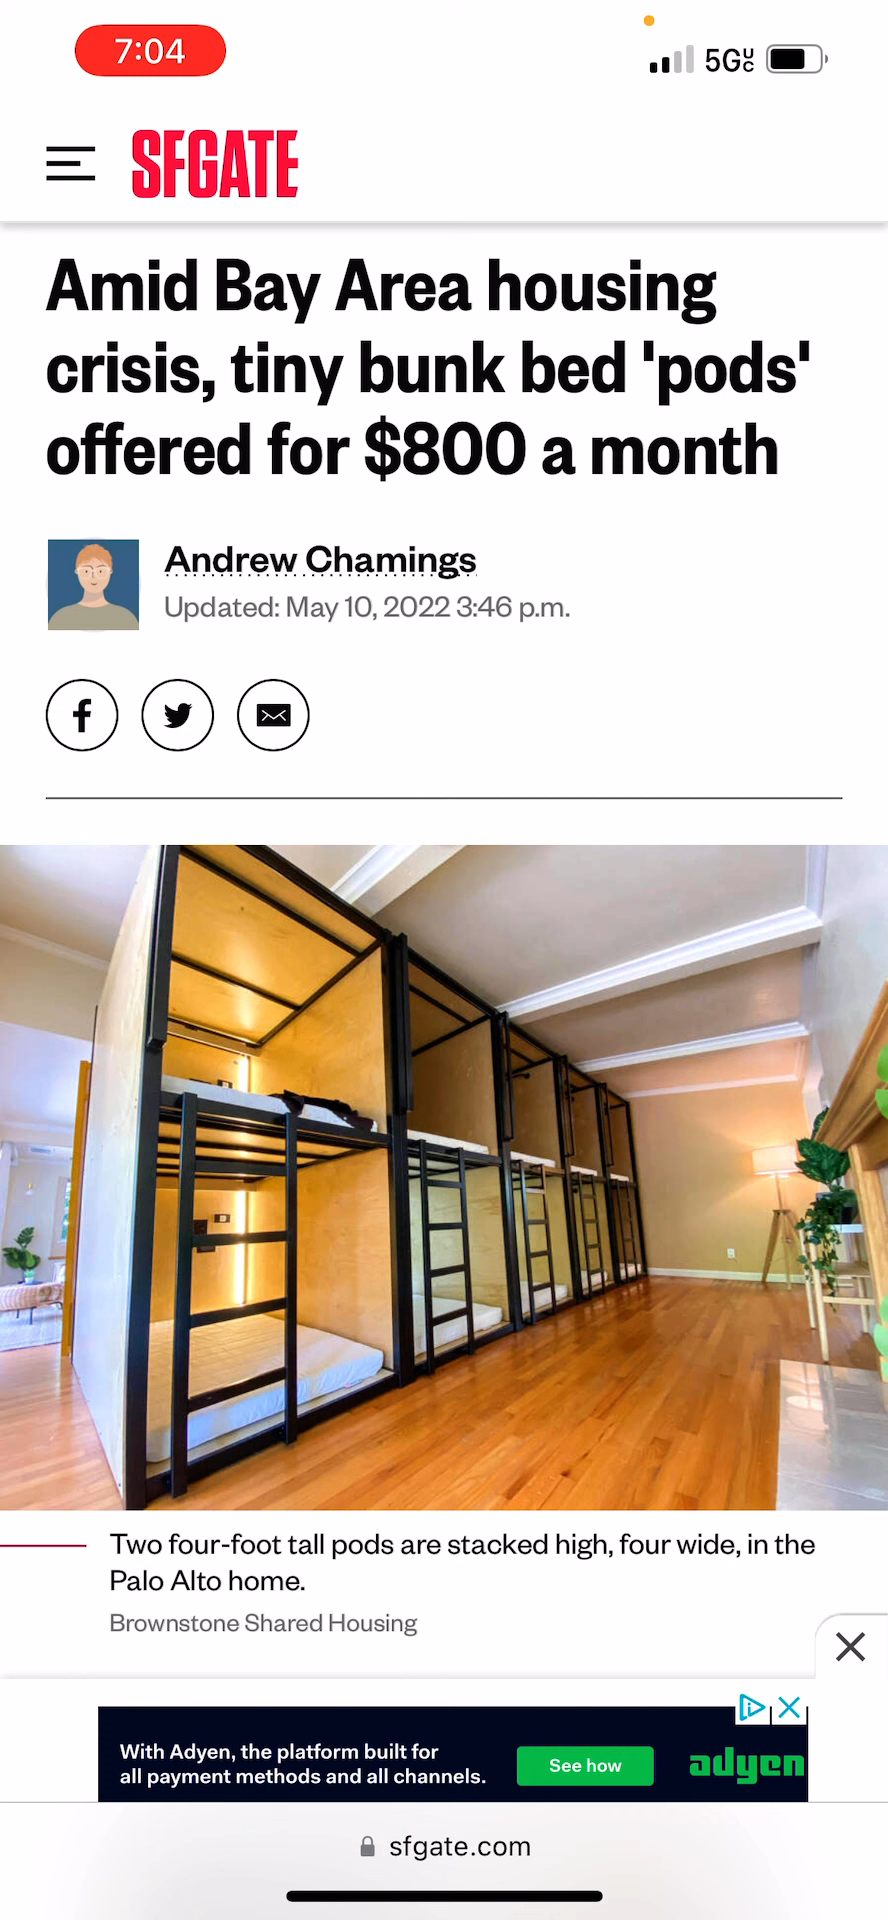 7:04
5G UC
SFGATE
Amid Bay Area housing
crisis, tiny bunk bed 'pods'
offered for $800 a month
Andrew Chamings
Updated: May 10, 2022 3:46 p.m.
Two four-foot tall pods are stacked high, four wide, in the
Palo Alto home.
Brownstone Shared Housing
With Adyen, the platform built for
all payment methods and all channels.
See how
adyen
sfgate.com